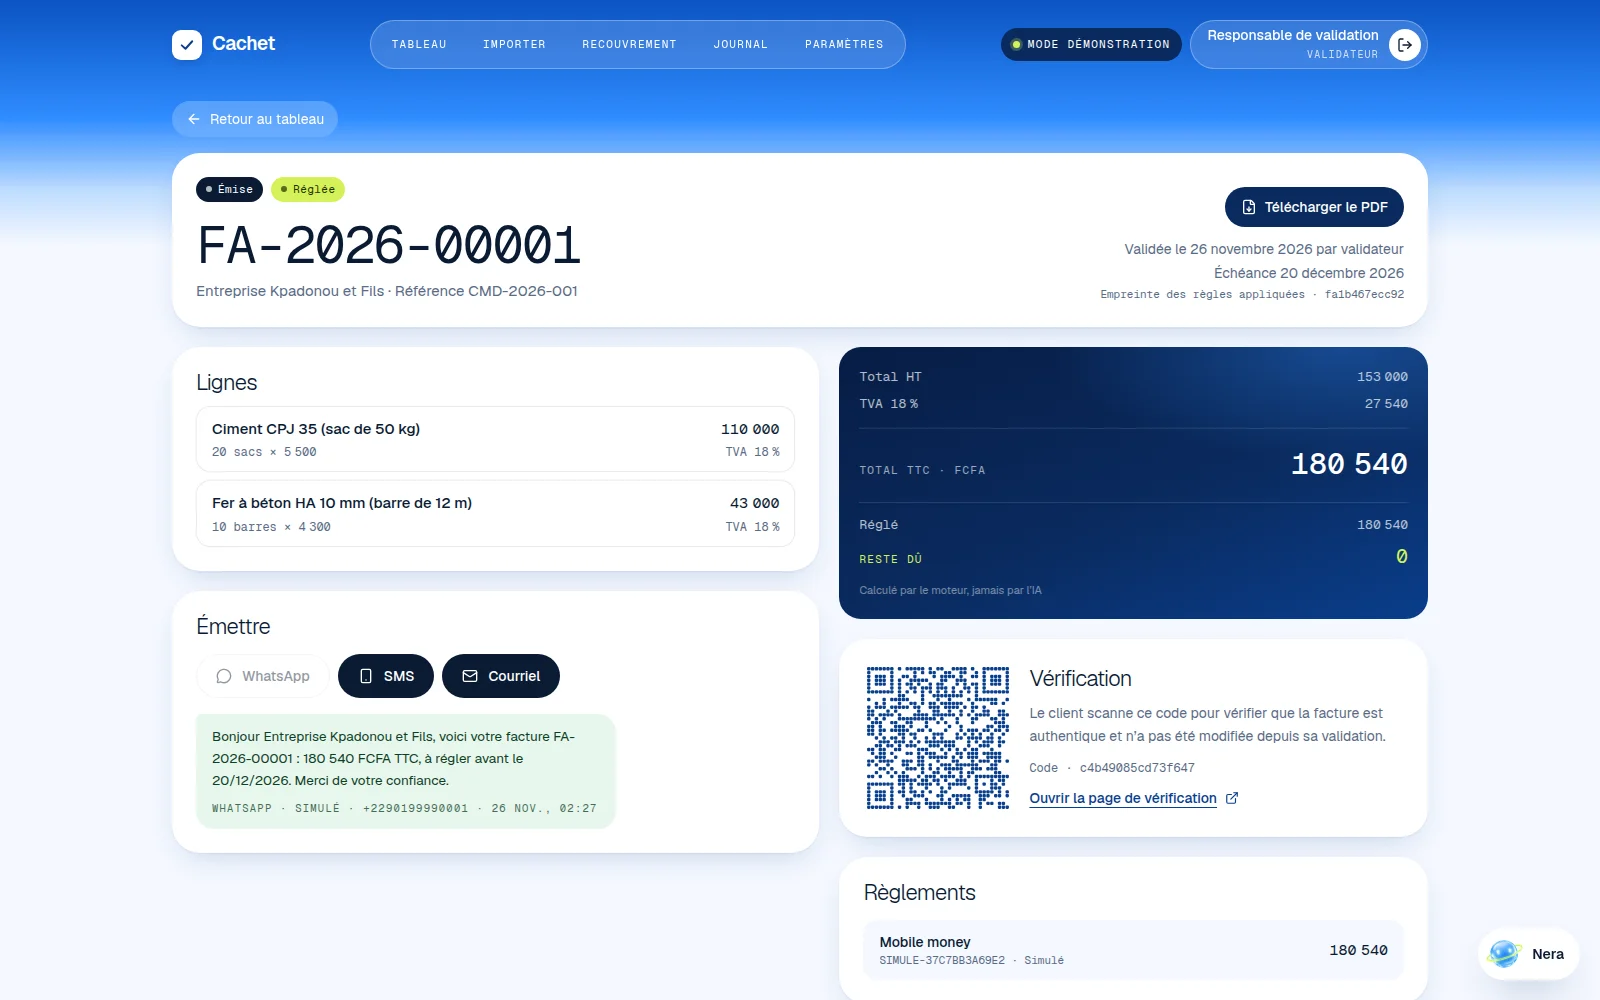 Cachet
TABLEAU
IMPORTER
RECOUVREMENT
JOURNAL
PARAMÈTRES
MODE DÉMONSTRATION
Responsable de validation
VALIDATEUR
Retour au tableau
Émise
Réglée
FA-2026-00001
Entreprise Kpadonou et Fils · Référence CMD-2026-001
Télécharger le PDF
Validée le 26 novembre 2026 par validateur
Échéance 20 décembre 2026
Empreinte des règles appliquées · fa1b467ecc92
Lignes
Ciment CPJ 35 (sac de 50 kg)
110 000
20 sacs × 5 500
TVA 18 %
Fer à béton HA 10 mm (barre de 12 m)
43 000
10 barres × 4 300
TVA 18 %
Émettre
WhatsApp
SMS
Courriel
Bonjour Entreprise Kpadonou et Fils, voici votre facture FA-
2026-00001 : 180 540 FCFA TTC, à régler avant le
20/12/2026. Merci de votre confiance.
WHATSAPP · SIMULÉ · +2290199990001 · 26 NOV., 02:27
Total HT
153 000
TVA 18 %
27 540
TOTAL TTC · FCFA
180 540
Réglé
180 540
RESTE DÛ
0
Calculé par le moteur, jamais par l'IA
Vérification
Le client scanne ce code pour vérifier que la facture est
authentique et n'a pas été modifiée depuis sa validation.
Code · c4b49085cd73f647
Ouvrir la page de vérification
Règlements
Mobile money
180 540
SIMULE-37C7BB3A69E2 · Simulé
Nera